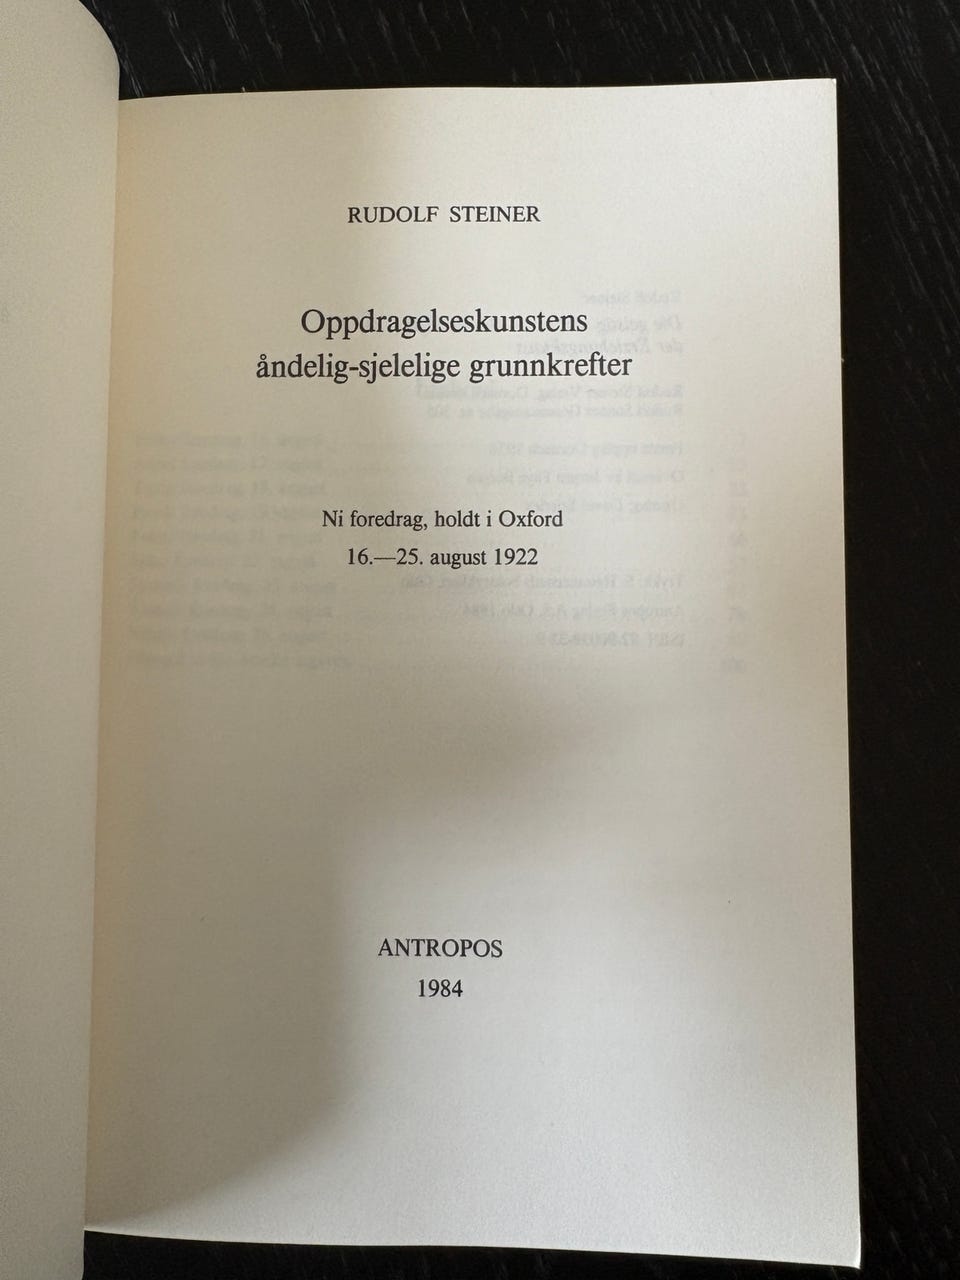 RUDOLF STEINER
Oppdragelseskunstens
åndelig-sjelelige grunnkrefter
Ni foredrag, holdt i Oxford
16.—25. august 1922
ANTROPOS
1984